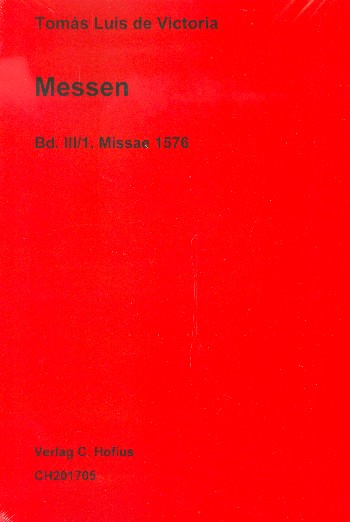 Tomás Luis de Victoria
Messen
Bd. III/1. Missae 1576
Verlag C. Hofius
CH201705